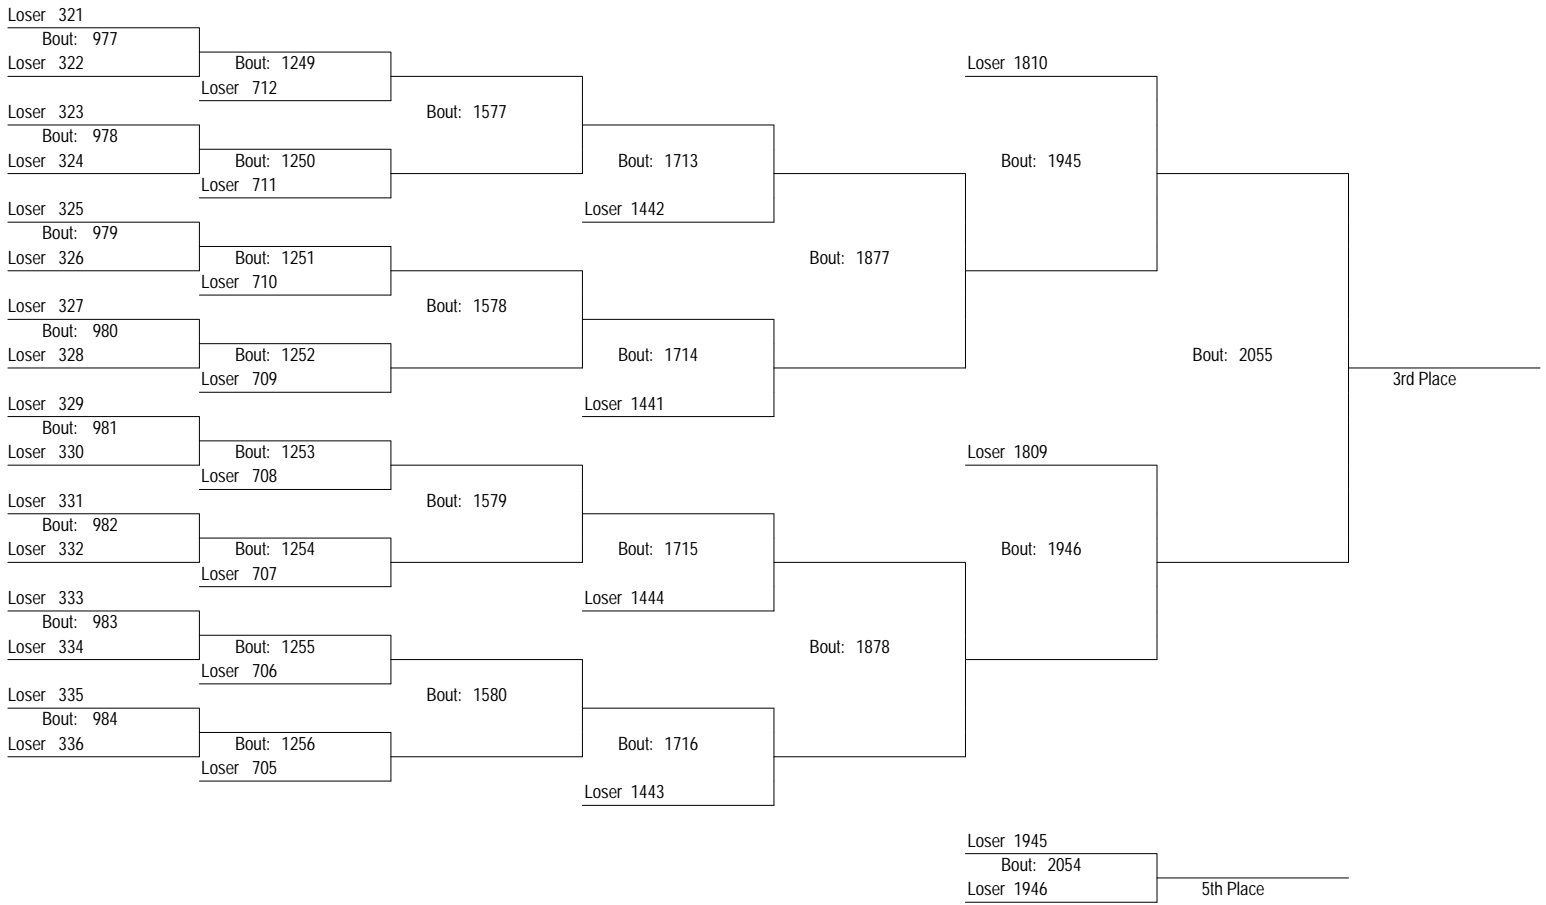 Loser 321
Bout: 977
Loser 322
Bout: 1249
Loser 712
Loser 1810
Loser 323
Bout: 978
Loser 324
Bout: 1577
Bout: 1250
Loser 711
Bout: 1713
Bout: 1945
Loser 325
Bout: 979
Loser 326
Loser 1442
Bout: 1251
Loser 710
Bout: 1877
Loser 327
Bout: 980
Loser 328
Bout: 1578
Bout: 1252
Loser 709
Bout: 1714
Bout: 2055
3rd Place
Loser 329
Bout: 981
Loser 330
Loser 1441
Bout: 1253
Loser 708
Loser 1809
Loser 331
Bout: 982
Loser 332
Bout: 1579
Bout: 1254
Loser 707
Bout: 1715
Bout: 1946
Loser 333
Bout: 983
Loser 334
Loser 1444
Bout: 1255
Loser 706
Bout: 1878
Loser 335
Bout: 984
Loser 336
Bout: 1580
Bout: 1256
Loser 705
Bout: 1716
Loser 1443
Loser 1945
Bout: 2054
Loser 1946
5th Place